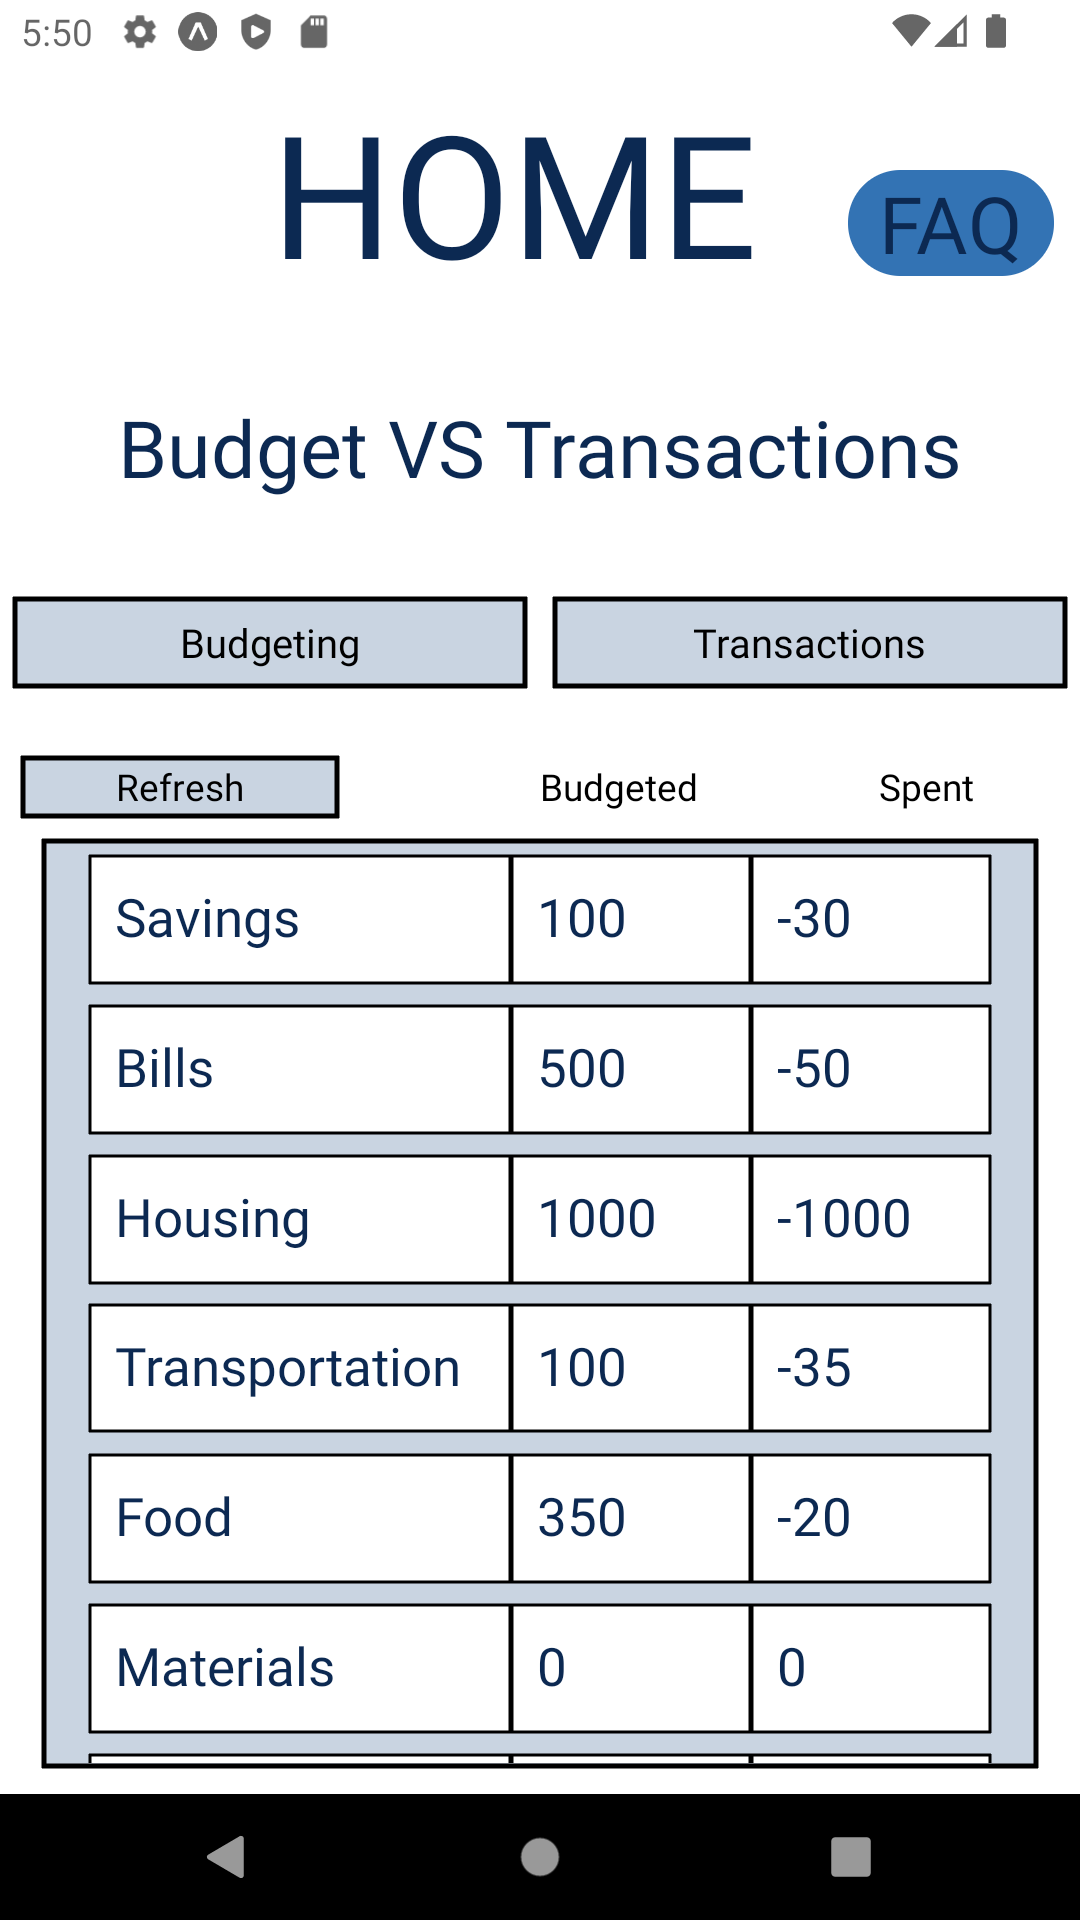 5:50
HOME
FAQ
Budget VS Transactions
Budgeting Transactions
Refresh Budgeted Spent
Savings 100 -30
Bills 500 -50
Housing 1000 -1000
Transportation 100 -35
Food 350 -20
Materials 0 0